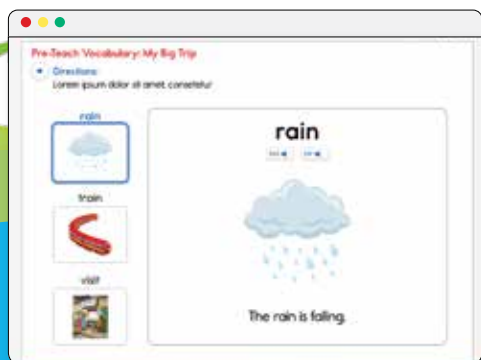 Pre-Teach Vocabulary: My Big Trip
Directions:
Lorem ipsum dolor sit amet, consetetur
rain
train
visit
rain
The rain is falling.